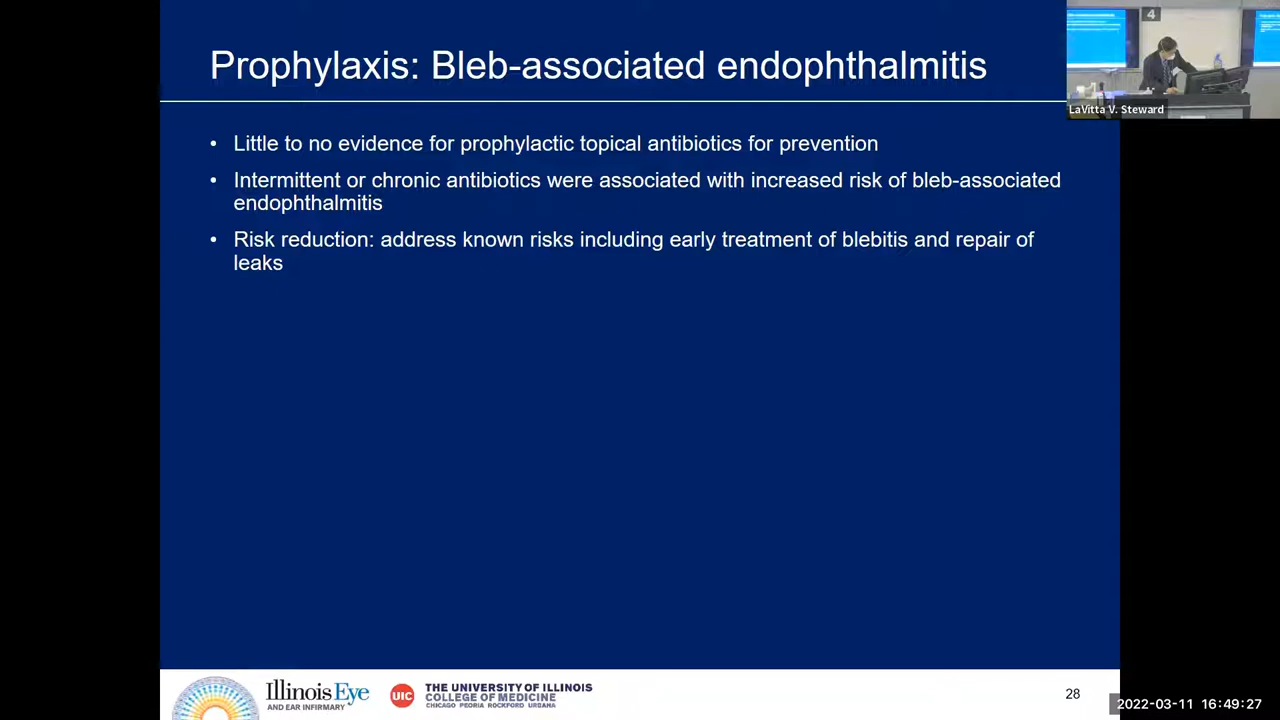 Prophylaxis: Bleb-associated endophthalmitis
4
LaVitta V. Steward
• Little to no evidence for prophylactic topical antibiotics for prevention
• Intermittent or chronic antibiotics were associated with increased risk of bleb-associated
endophthalmitis
• Risk reduction: address known risks including early treatment of blebitis and repair of
leaks
Illinois Eye
AND EAR INFIRMARY
UIC
THE UNIVERSITY OF ILLINOIS
COLLEGE OF MEDICINE
CHICAGO PEORIA ROCKFORD URBANA
28
2022-03-11 16:49:27